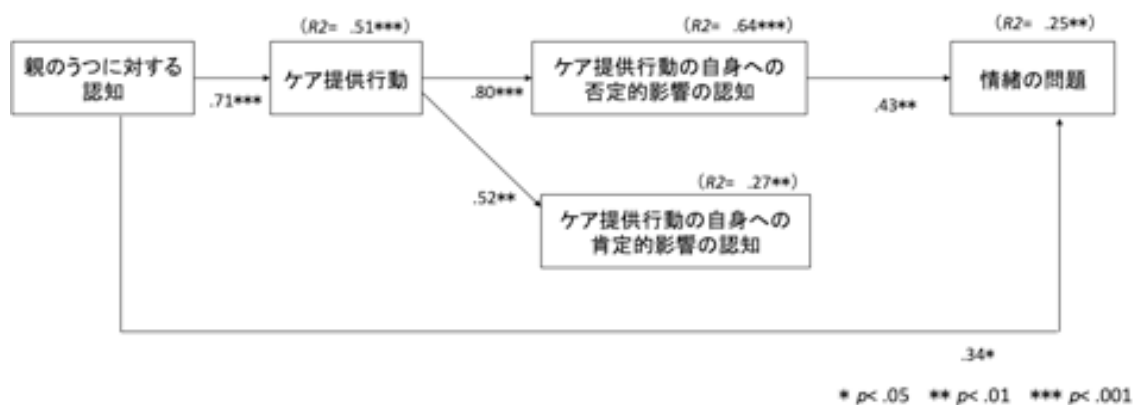 (R2= .51***)
(R2= .64***)
(R2= .25**)
親のうつに対する
認知
.71***
ケア提供行動
.80***
ケア提供行動の自身への
否定的影響の認知
.43**
情緒の問題
.52**
(R2= .27**)
ケア提供行動の自身への
肯定的影響の認知
.34*
* p< .05 ** p< .01 *** p< .001